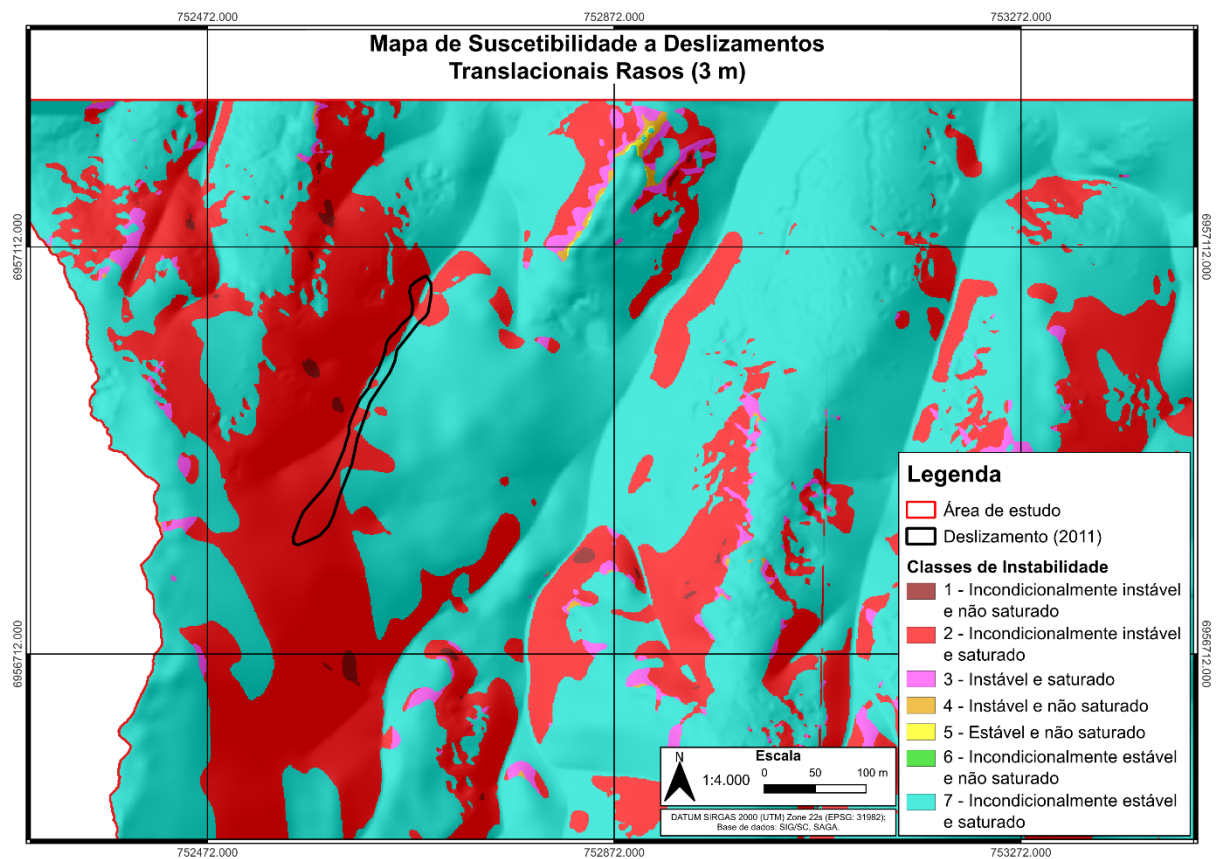 752472.000
752872.000
753272.000
Mapa de Suscetibilidade a Deslizamentos
Translacionais Rasos (3 m)
6957112.000
6957112.000
Legenda
Área de estudo
Deslizamento (2011)
Classes de Instabilidade
1 - Incondicionalmente instável
e não saturado
2 - Incondicionalmente instável
e saturado
3 - Instável e saturado
4 - Instável e não saturado
5 - Estável e não saturado
6 - Incondicionalmente estável
e não saturado
7 - Incondicionalmente estável
e saturado
6956712.000
6956712.000
N
1:4.000
Escala
0 50 100 m
DATUM SIRGAS 2000 (UTM) Zone 22s (EPSG: 31982);
Base de dados: SIG/SC, SAGA.
752472.000
752872.000
753272.000